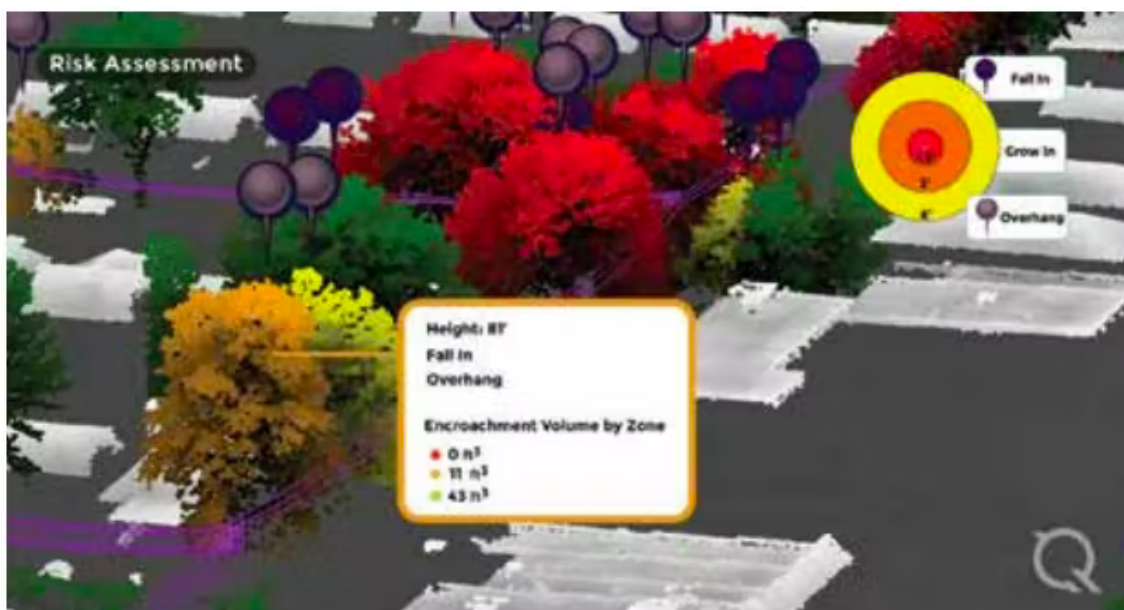 Risk Assessment
Fall In
Grow In
Overhang
Height: 81'
Fall In
Overhang
Encroachment Volume by Zone
0 ft³
11 ft³
43 ft³